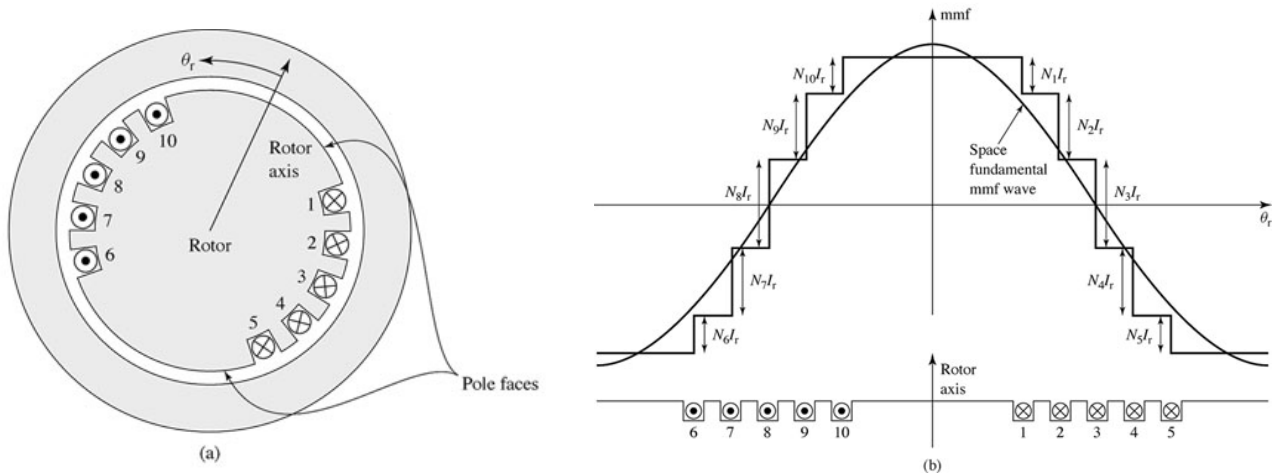 θr
10
9
8
7
6
Rotor
axis
1
2
3
4
5
Rotor
Pole faces
(a)
mmf
N10Ir
N1Ir
N9Ir
N2Ir
Space
fundamental
mmf wave
N8Ir
N3Ir
θr
N7Ir
N4Ir
N6Ir
N5Ir
Rotor
axis
6 7 8 9 10 1 2 3 4 5
(b)